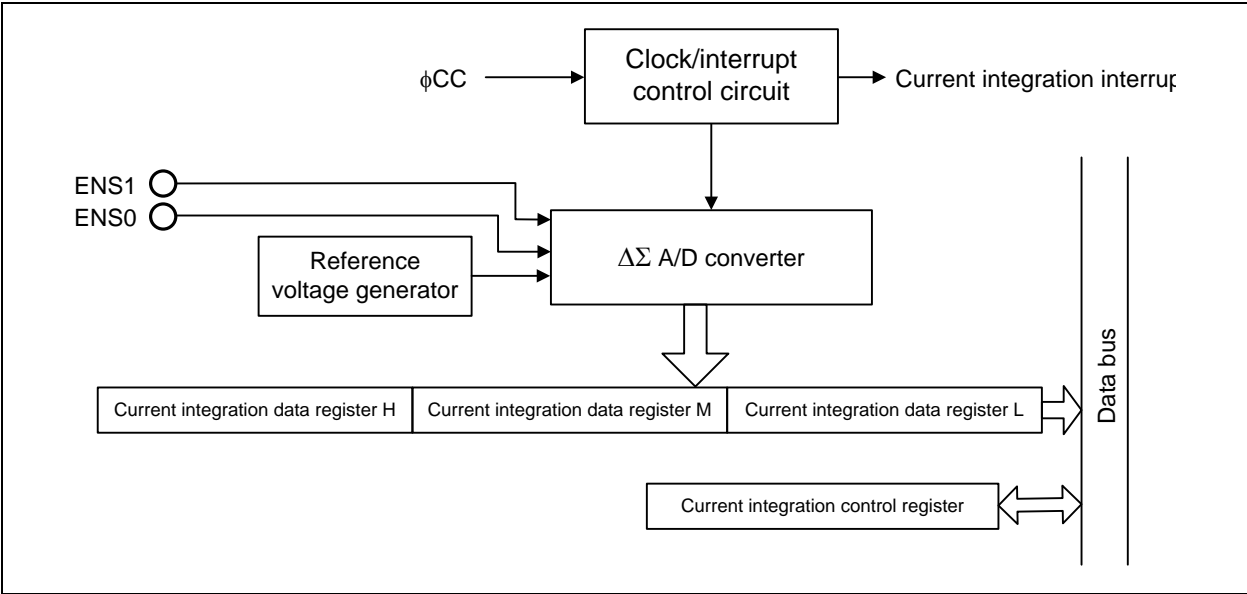 ϕCC
Clock/interrupt
control circuit
Current integration
ENS1
ENS0
Reference
voltage generator
ΔΣ A/D converter
Data bus
Current integration data register H
Current integration data register M
Current integration data register L
Current integration control register